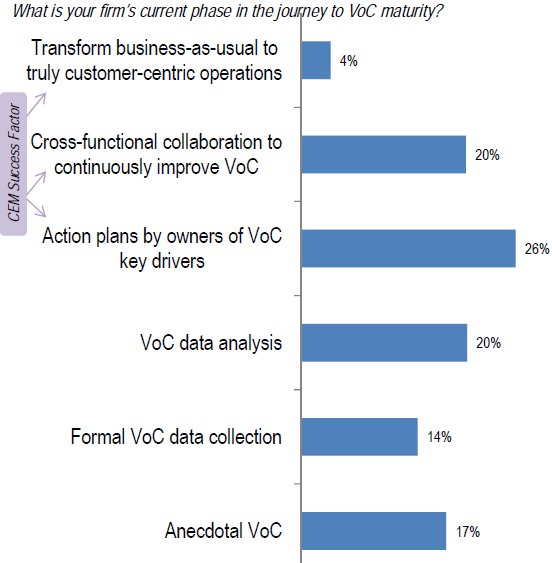 What is your firm's current phase in the journey to VoC maturity?
Transform business-as-usual to
truly customer-centric operations
4%
CEM Success Factor
Cross-functional collaboration to
continuously improve VoC
20%
Action plans by owners of VoC
key drivers
26%
VoC data analysis
20%
Formal VoC data collection
14%
Anecdotal VoC
17%